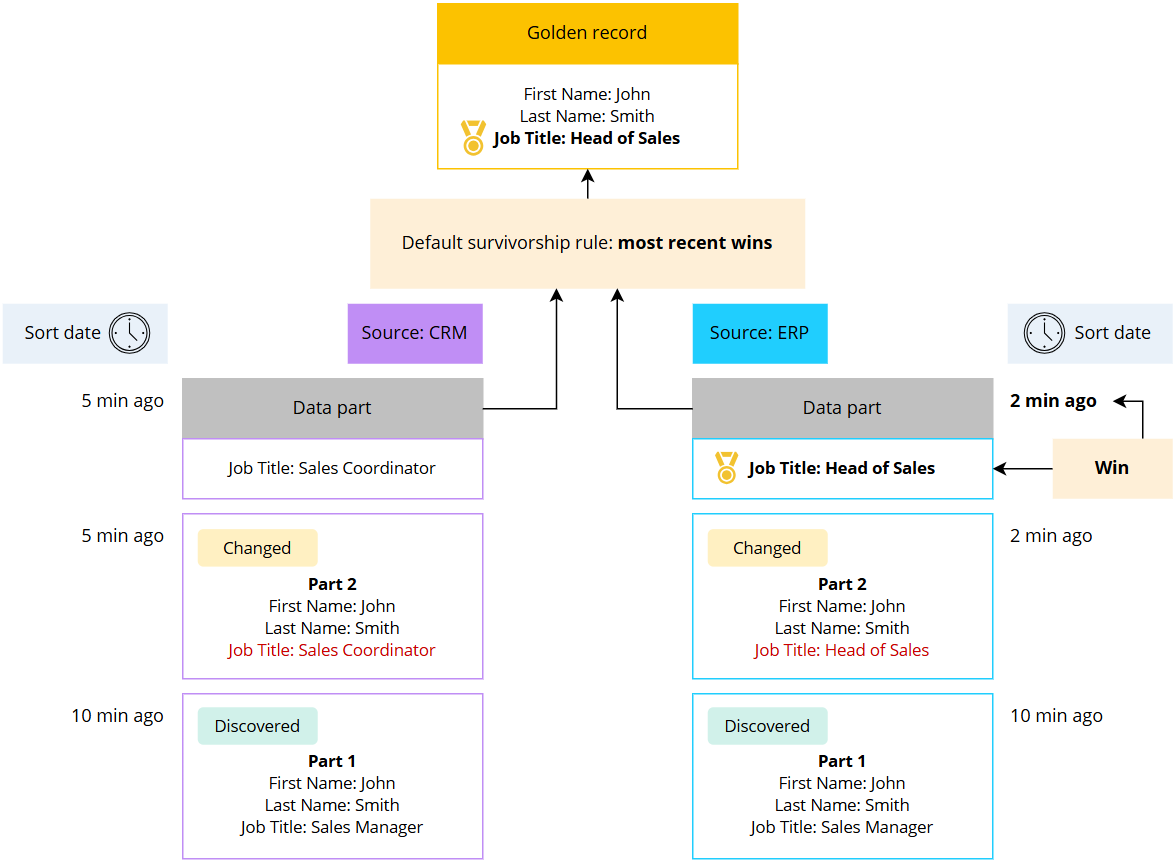 Golden record
First Name: John
Last Name: Smith
Job Title: Head of Sales
Default survivorship rule: most recent wins
Sort date
Source: CRM
Source: ERP
Sort date
5 min ago
Data part
Job Title: Sales Coordinator
5 min ago
Changed
Part 2
First Name: John
Last Name: Smith
Job Title: Sales Coordinator
10 min ago
Discovered
Part 1
First Name: John
Last Name: Smith
Job Title: Sales Manager
Data part
2 min ago
Job Title: Head of Sales
Win
Changed
2 min ago
Part 2
First Name: John
Last Name: Smith
Job Title: Head of Sales
Discovered
10 min ago
Part 1
First Name: John
Last Name: Smith
Job Title: Sales Manager